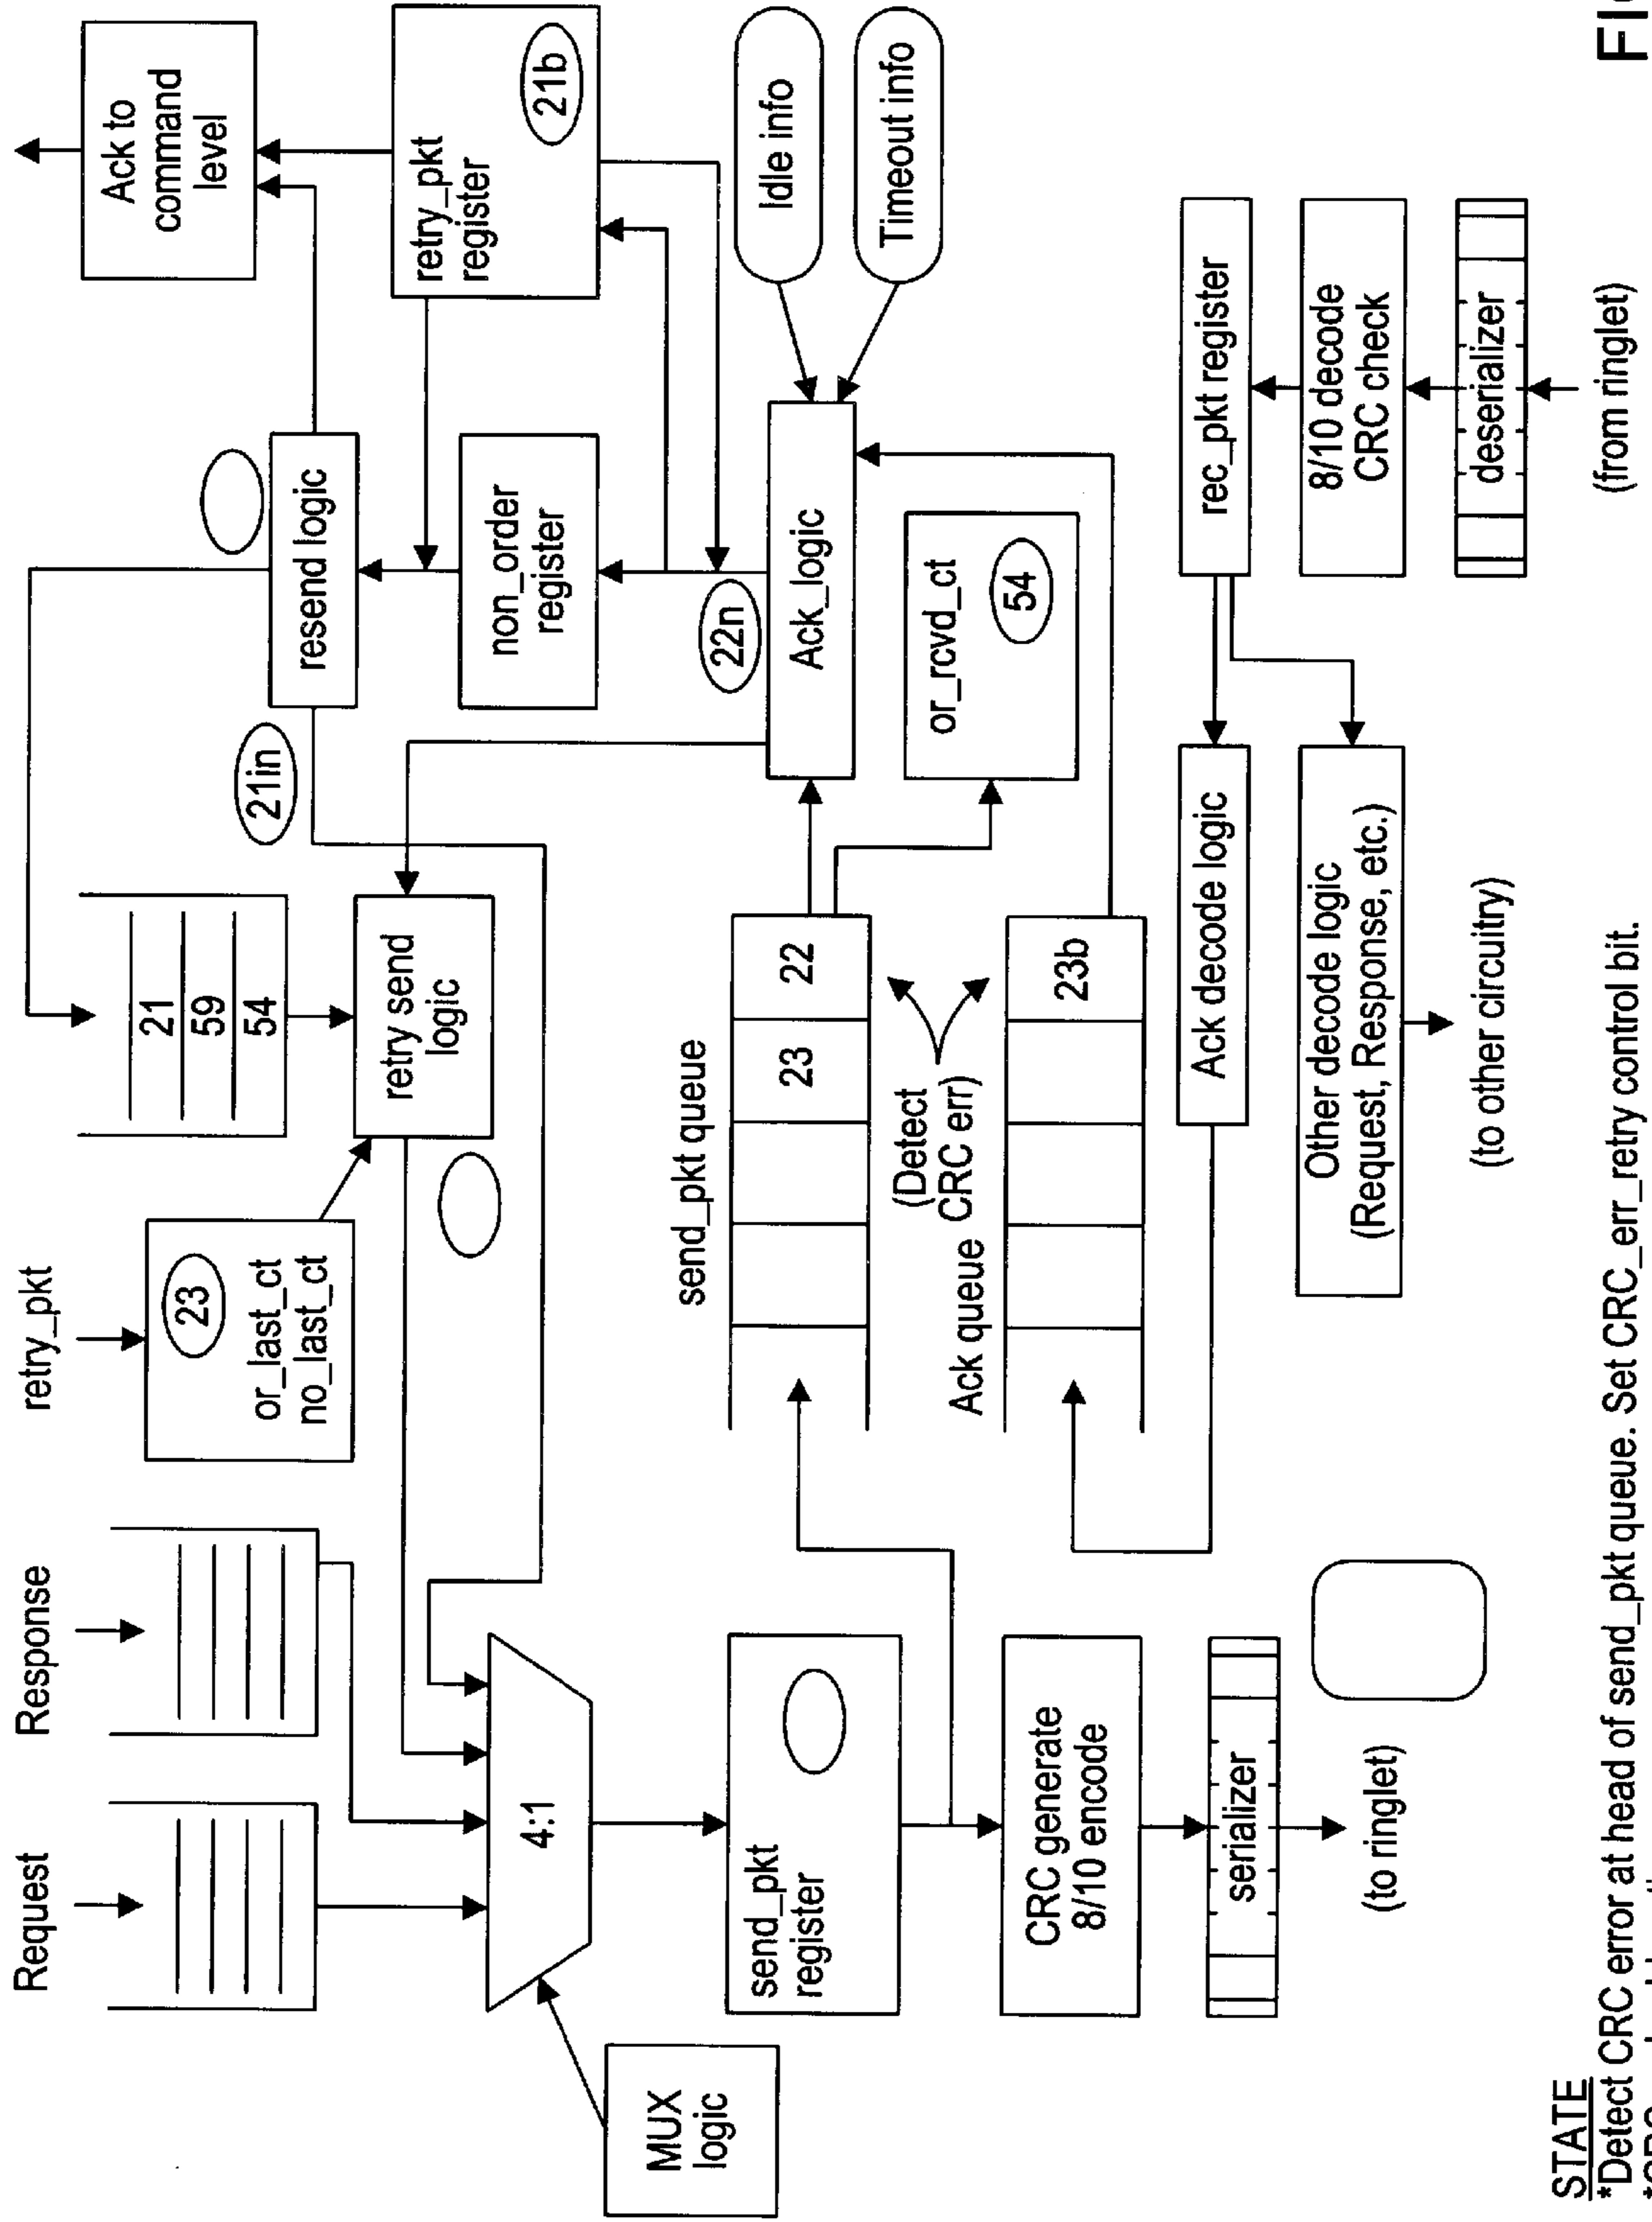 Request
Response
retry_pkt
23
or_last_ct
no_last_ct
21
59
54
retry send
logic
21in
resend logic
Ack to
command
level
MUX
logic
4:1
non_order
register
retry_pkt
register
21b
22n
send_pkt
register
send_pkt queue
23
22
Ack_logic
Idle info
Timeout info
(Detect
CRC err)
or_rcvd_ct
54
Ack queue
23b
CRC generate
8/10 encode
serializer
(to ringlet)
Ack decode logic
rec_pkt register
Other decode logic
(Request, Response, etc.)
8/10 decode
CRC check
(to other circuitry)
deserializer
(from ringlet)
STATE
*Detect CRC error at head of send_pkt queue. Set CRC_err_retry control bit.